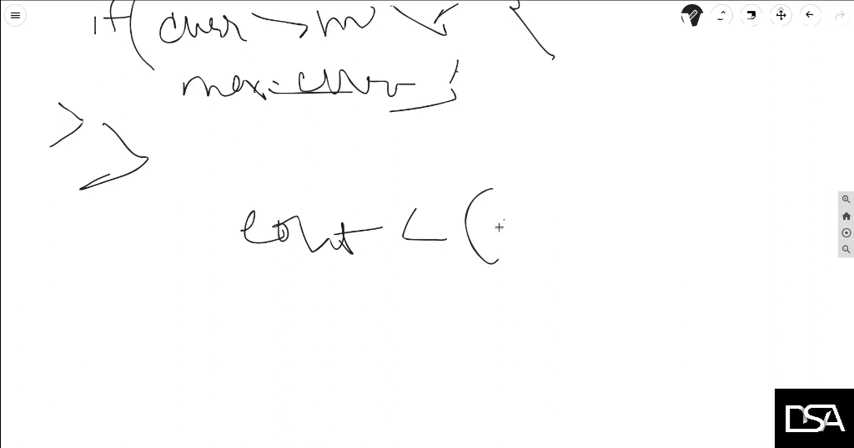 if( curr > m
max = curr ;
cout < (
DSA